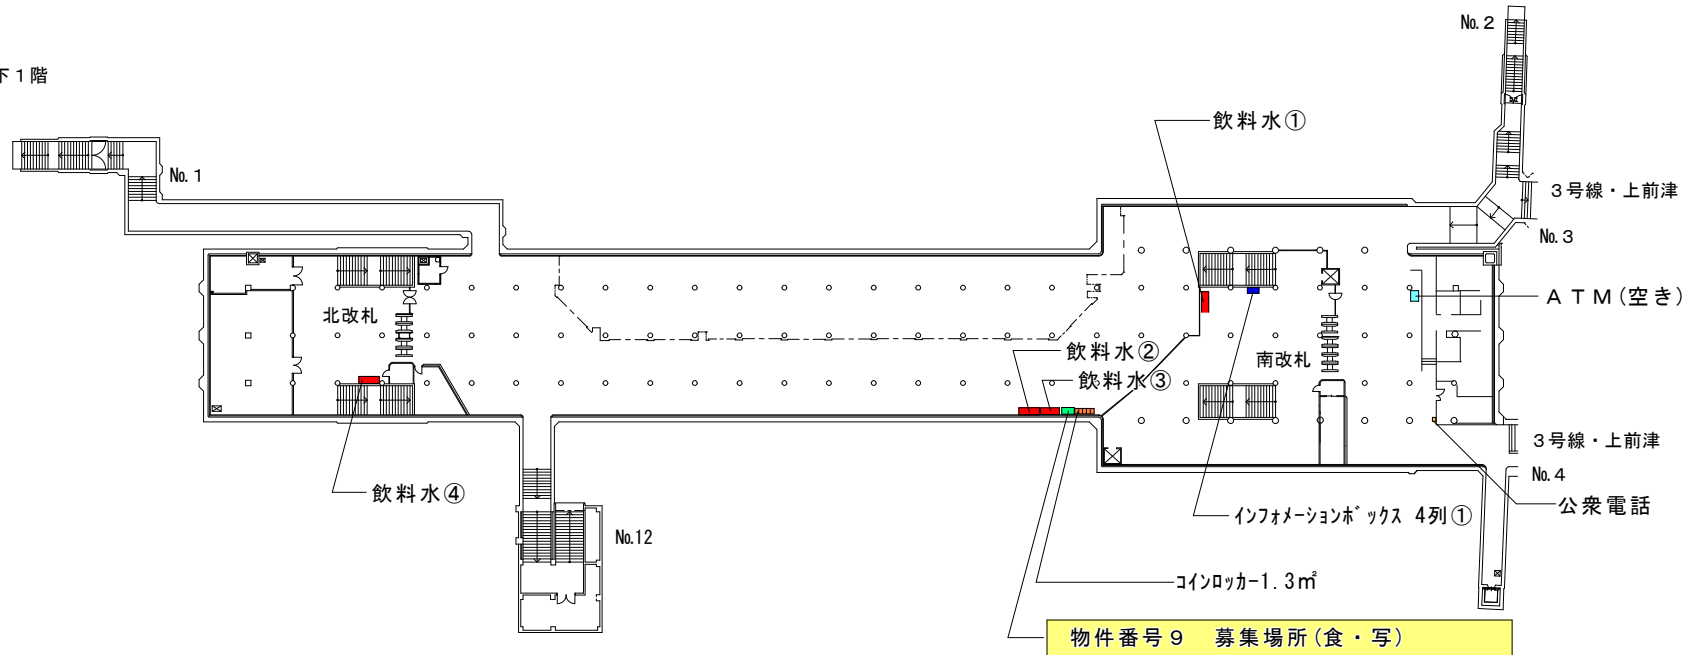 №.2
下1階
飲料水①
№.1
3号線・上前津
№.3
ATM(空き)
北改札
飲料水②
南改札
飲料水③
3号線・上前津
№.4
飲料水④
公衆電話
インフォメーションボックス 4列①
№.12
コインロッカー1.3㎡
物件番号9 募集場所(食・写)